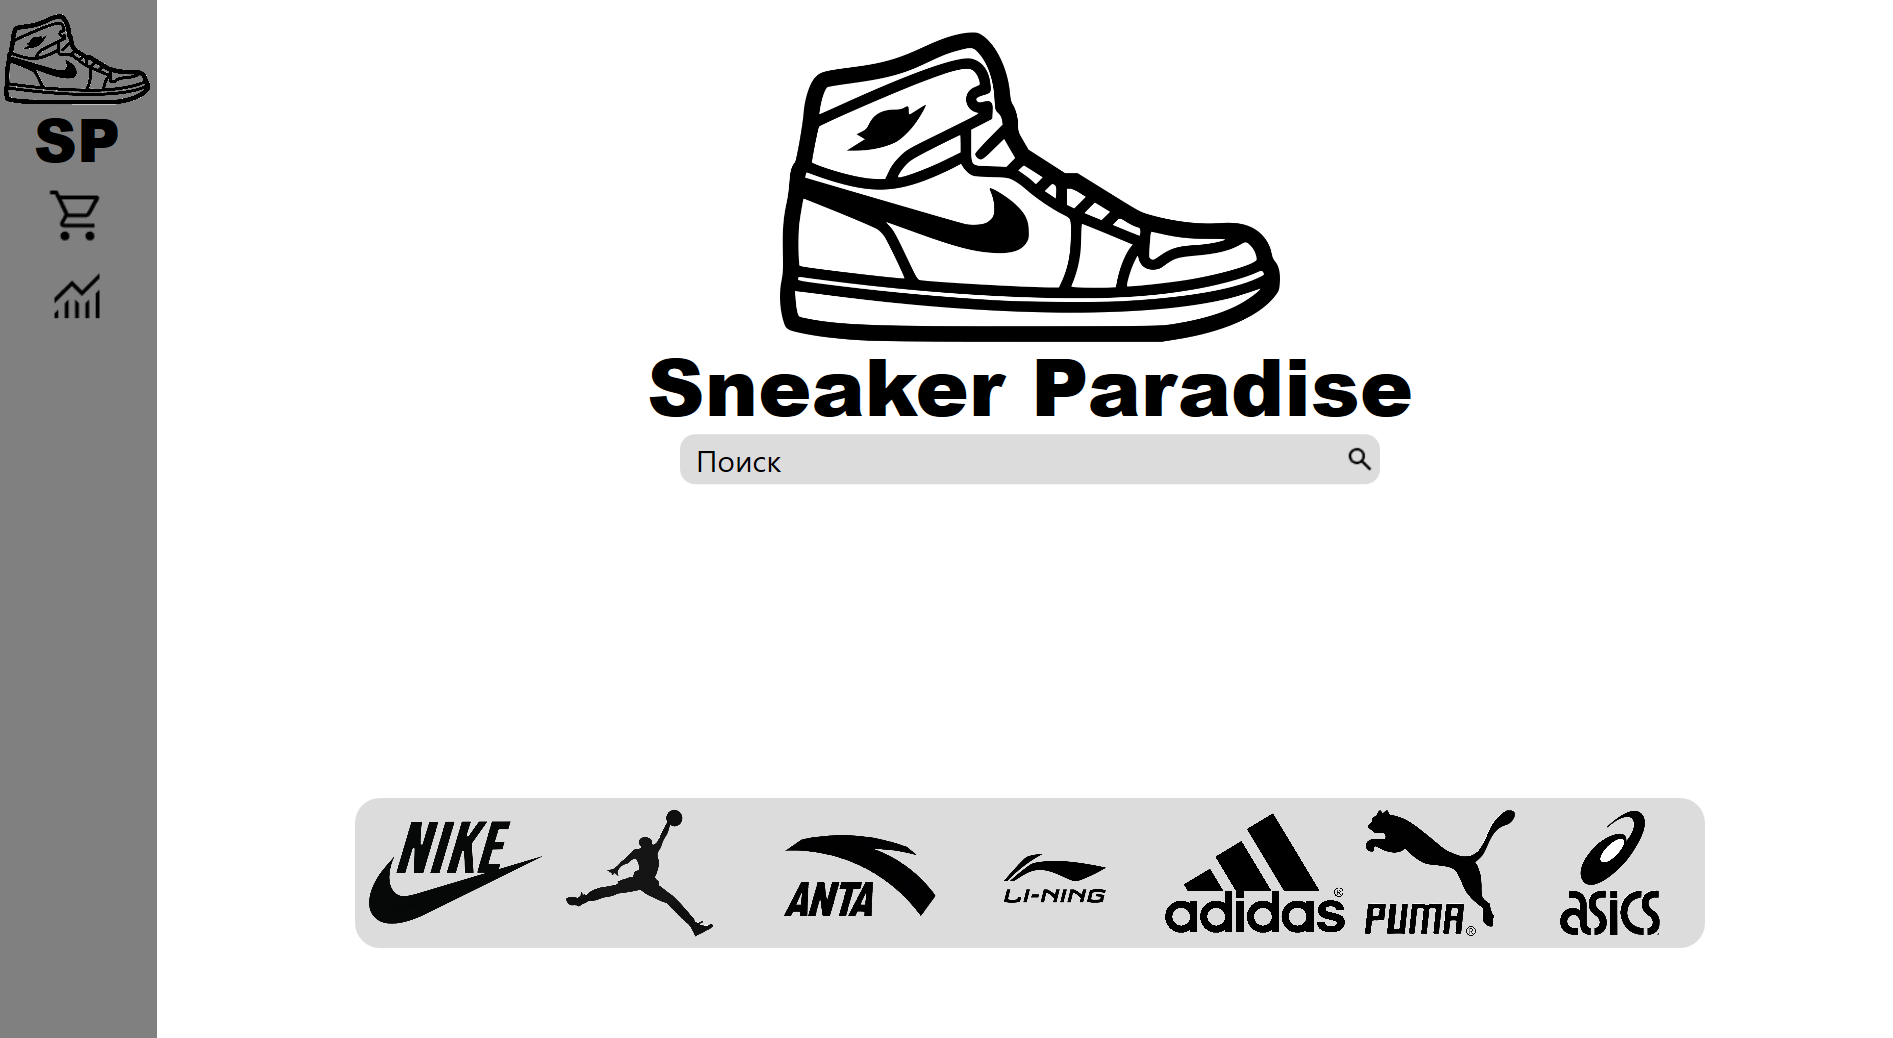 SP
Sneaker Paradise
Поиск
NIKE
ANTA
LI-NING
adidas®
PUMA®
asics